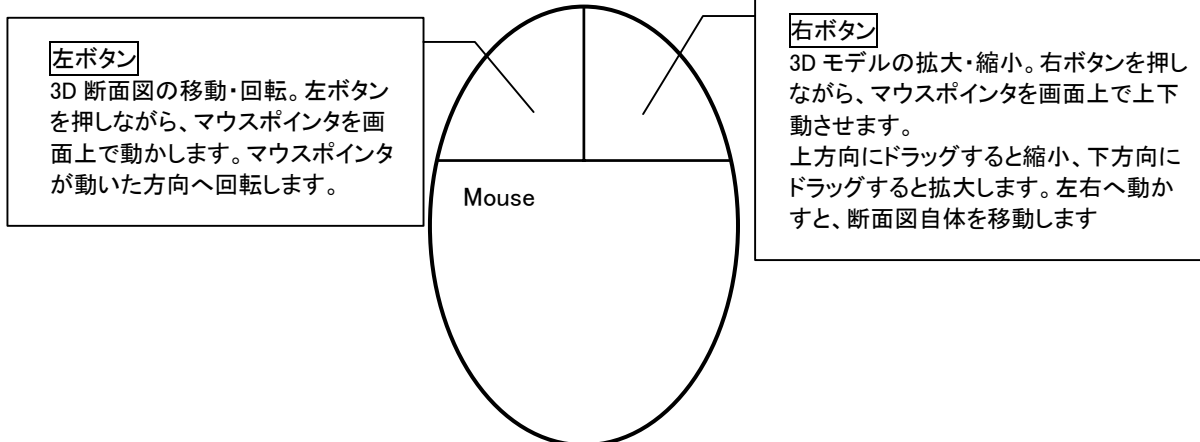 左ボタン
3D 断面図の移動・回転。左ボタン
を押しながら、マウスポインタを画
面上で動かします。マウスポインタ
が動いた方向へ回転します。
Mouse
右ボタン
3D モデルの拡大・縮小。右ボタンを押し
ながら、マウスポインタを画面上で上下
動させます。
上方向にドラッグすると縮小、下方向に
ドラッグすると拡大します。左右へ動か
すと、断面図自体を移動します